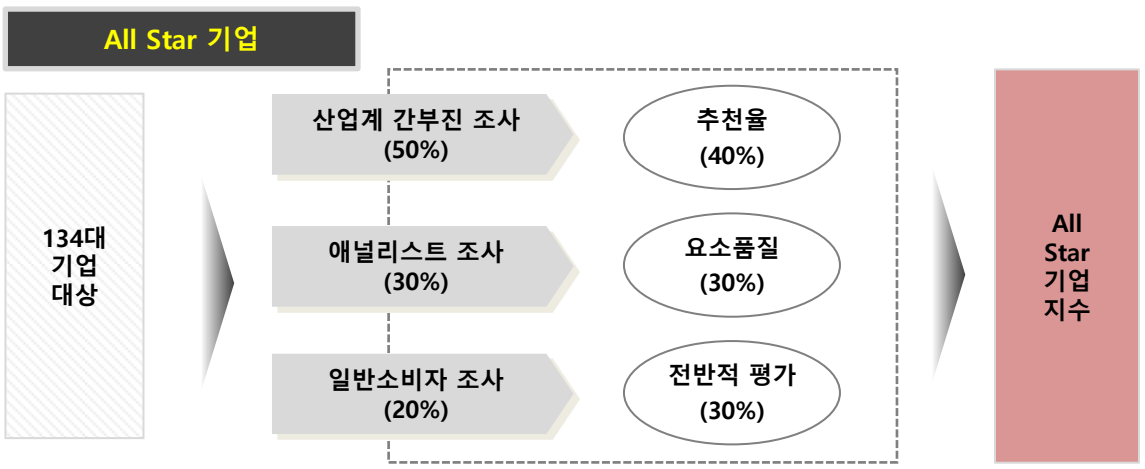 All Star 기업
134대
기업
대상
산업계 간부진 조사
(50%)
추천율
(40%)
애널리스트 조사
(30%)
요소품질
(30%)
일반소비자 조사
(20%)
전반적 평가
(30%)
All
Star
기업
지수